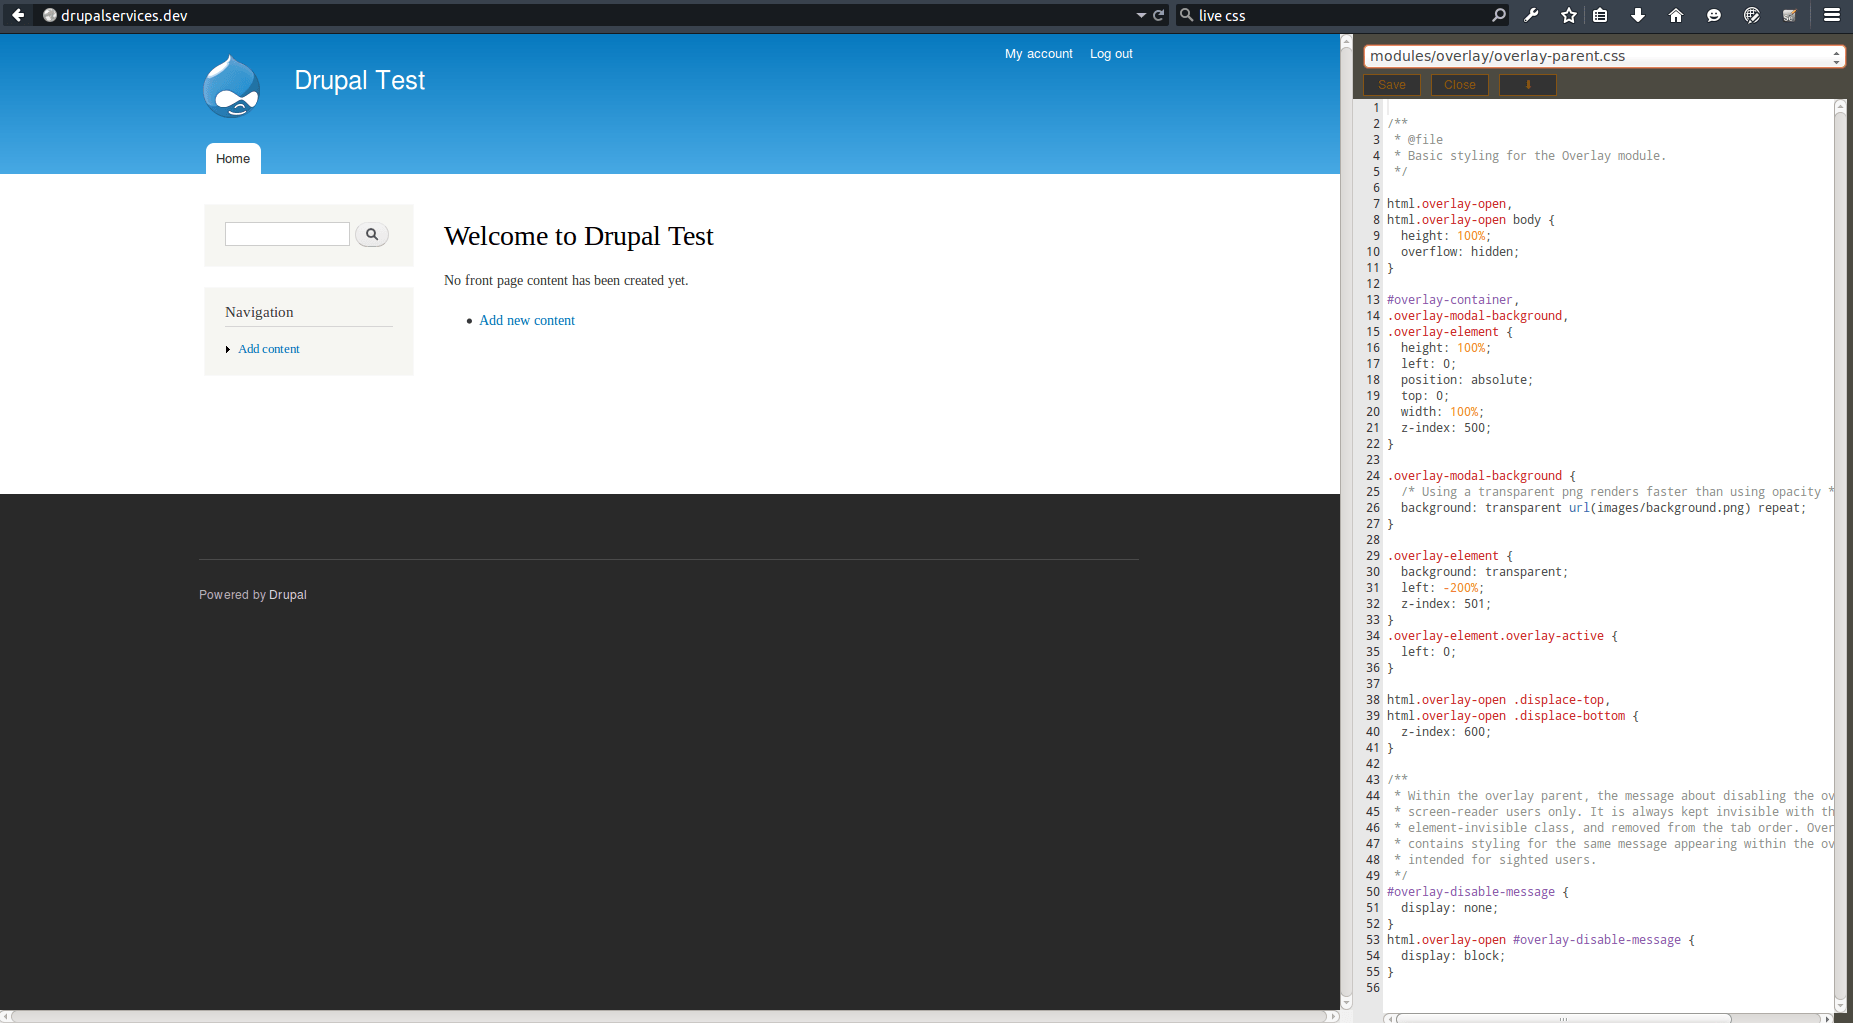 drupalservices.dev
live css
My account Log out
Drupal Test
Home
Welcome to Drupal Test
No front page content has been created yet.
Add new content
Navigation
Add content
Powered by Drupal
modules/overlay/overlay-parent.css
Save Close
1
2 /**
3 * @file
4 * Basic styling for the Overlay module.
5 */
6
7 html.overlay-open,
8 html.overlay-open body {
9 height: 100%;
10 overflow: hidden;
11 }
12
13 #overlay-container,
14 .overlay-modal-background,
15 .overlay-element {
16 height: 100%;
17 left: 0;
18 position: absolute;
19 top: 0;
20 width: 100%;
21 z-index: 500;
22 }
23
24 .overlay-modal-background {
25 /* Using a transparent png renders faster than using opacity *
26 background: transparent url(images/background.png) repeat;
27 }
28
29 .overlay-element {
30 background: transparent;
31 left: -200%;
32 z-index: 501;
33 }
34 .overlay-element.overlay-active {
35 left: 0;
36 }
37
38 html.overlay-open .displace-top,
39 html.overlay-open .displace-bottom {
40 z-index: 600;
41 }
42
43 /**
44 * Within the overlay parent, the message about disabling the ov
45 * screen-reader users only. It is always kept invisible with th
46 * element-invisible class, and removed from the tab order. Over
47 * contains styling for the same message appearing within the ov
48 * intended for sighted users.
49 */
50 #overlay-disable-message {
51 display: none;
52 }
53 html.overlay-open #overlay-disable-message {
54 display: block;
55 }
56